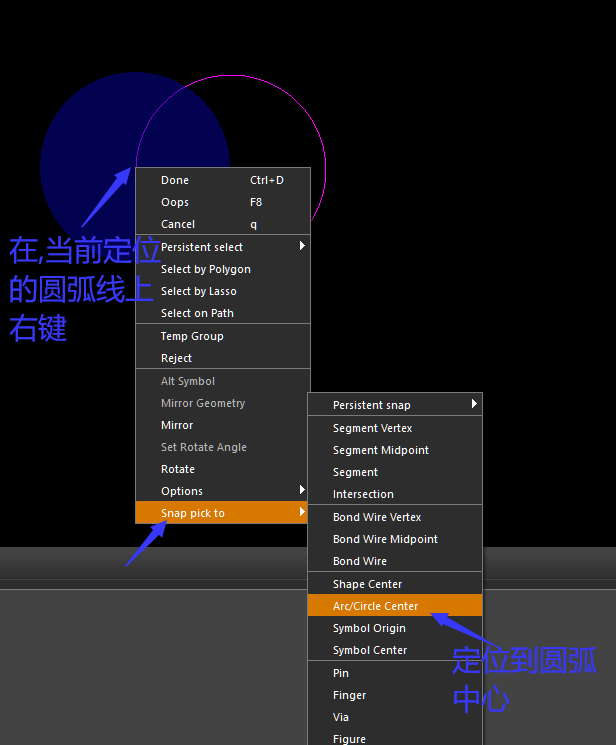 Done Ctrl+D
Oops F8
Cancel q
Persistent select
Select by Polygon
Select by Lasso
Select on Path
Temp Group
Reject
Alt Symbol
Mirror Geometry
Mirror
Set Rotate Angle
Rotate
Options
Snap pick to
在,当前定位
的圆弧线上
右键
Persistent snap
Segment Vertex
Segment Midpoint
Segment
Intersection
Bond Wire Vertex
Bond Wire Midpoint
Bond Wire
Shape Center
Arc/Circle Center
Symbol Origin
Symbol Center
Pin
Finger
Via
Figure
定位到圆弧
中心